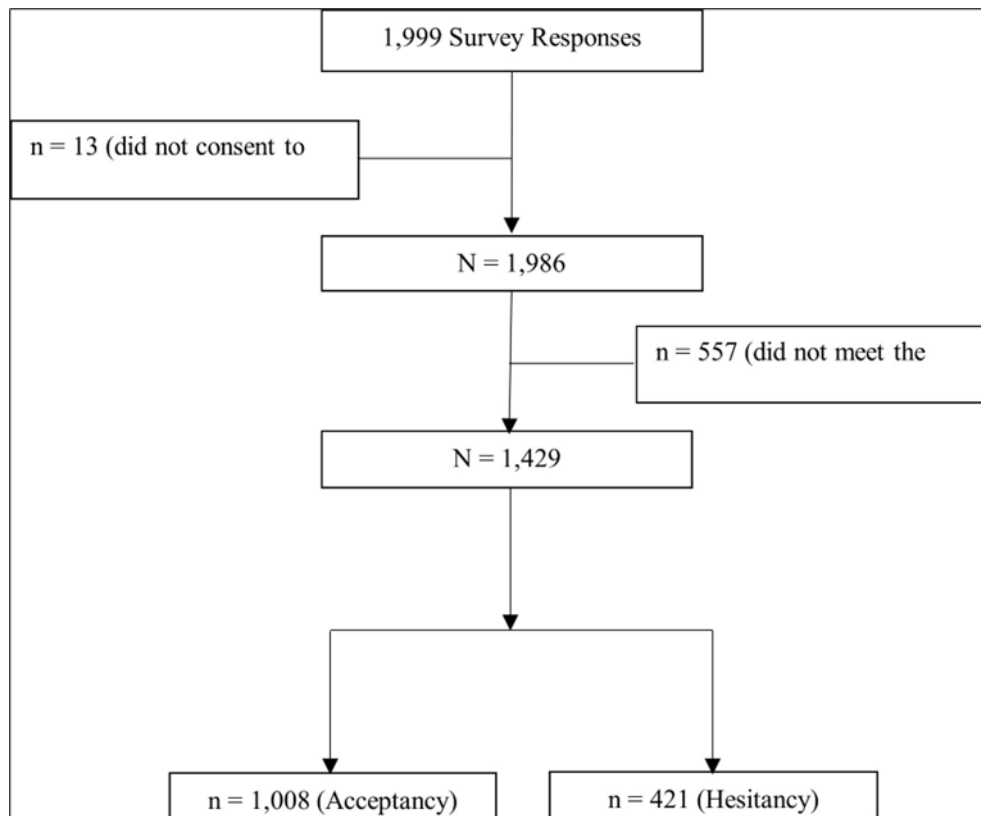 1,999 Survey Responses
n = 13 (did not consent to
N = 1,986
n = 557 (did not meet the
N = 1,429
n = 1,008 (Acceptancy)
n = 421 (Hesitancy)